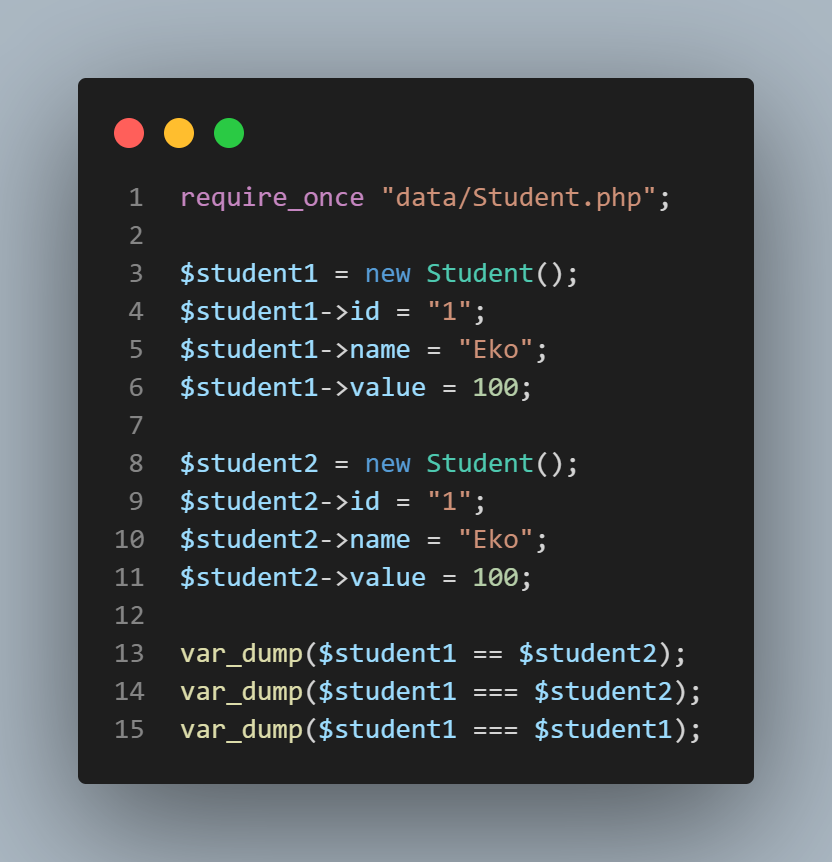 1 require_once "data/Student.php";
2
3 $student1 = new Student();
4 $student1->id = "1";
5 $student1->name = "Eko";
6 $student1->value = 100;
7
8 $student2 = new Student();
9 $student2->id = "1";
10 $student2->name = "Eko";
11 $student2->value = 100;
12
13 var_dump($student1 == $student2);
14 var_dump($student1 === $student2);
15 var_dump($student1 === $student1);